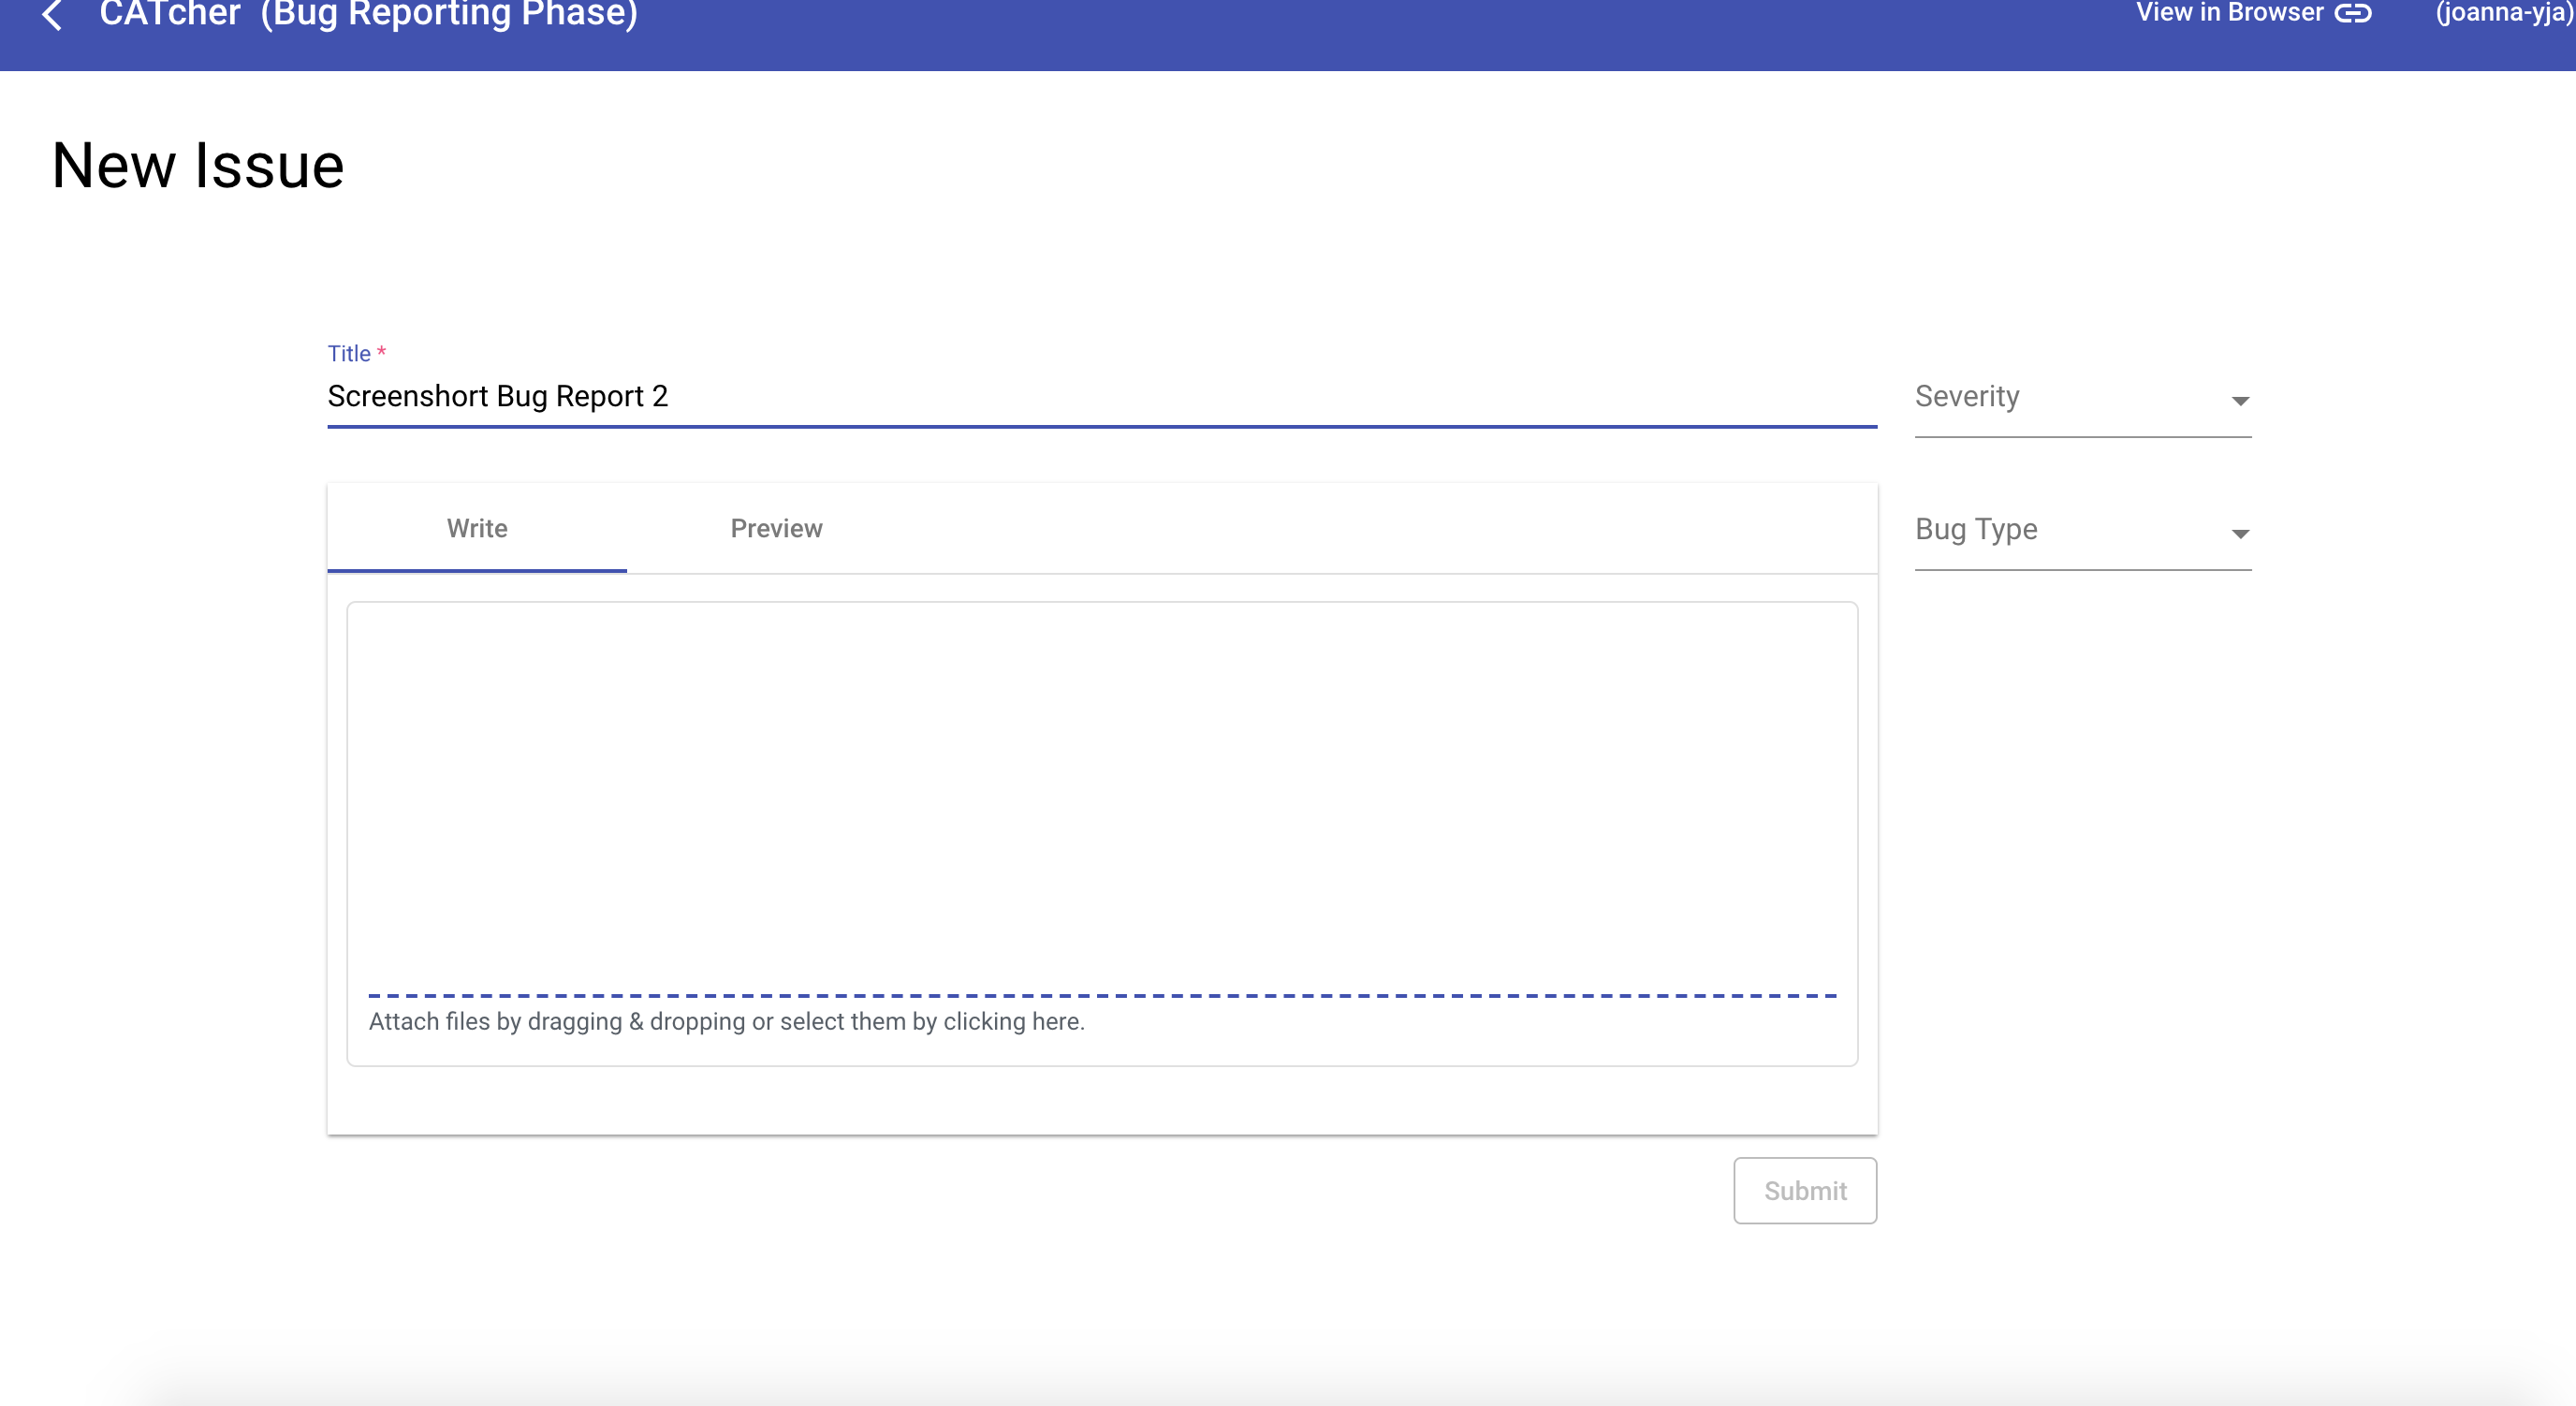 CATcher (Bug Reporting Phase)
View in Browser
(joanna-yja)
New Issue
Title *
Screenshort Bug Report 2
Severity
Write
Preview
Bug Type
Attach files by dragging & dropping or select them by clicking here.
Submit